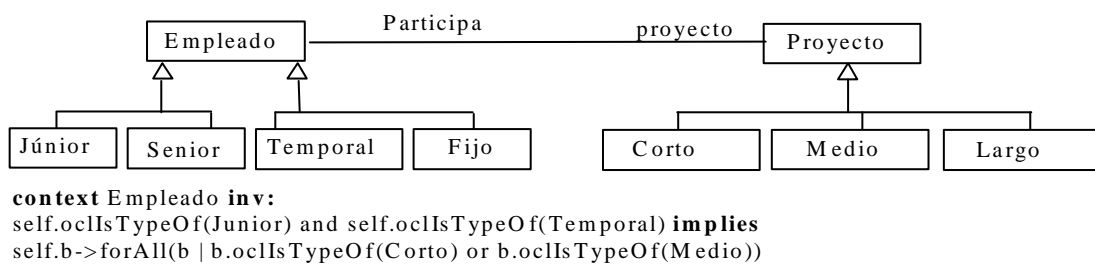 Participa
Empleado
proyecto
Proyecto
Júnior
Senior
Temporal
Fijo
Corto
Medio
Largo
context Empleado inv:
self.oclIsTypeOf(Junior) and self.oclIsTypeOf(Temporal) implies
self.b->forAll(b | b.oclIsTypeOf(Corto) or b.oclIsTypeOf(Medio))